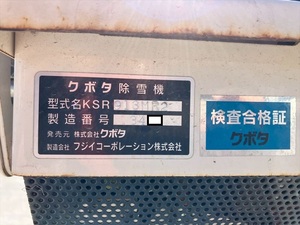 クボタ除雪機
型式名KSR 913MR2
製造番号 34
発売元 株式会社クボタ
製造会社 フジイコーポレーション株式会社
検査合格証
クボタ